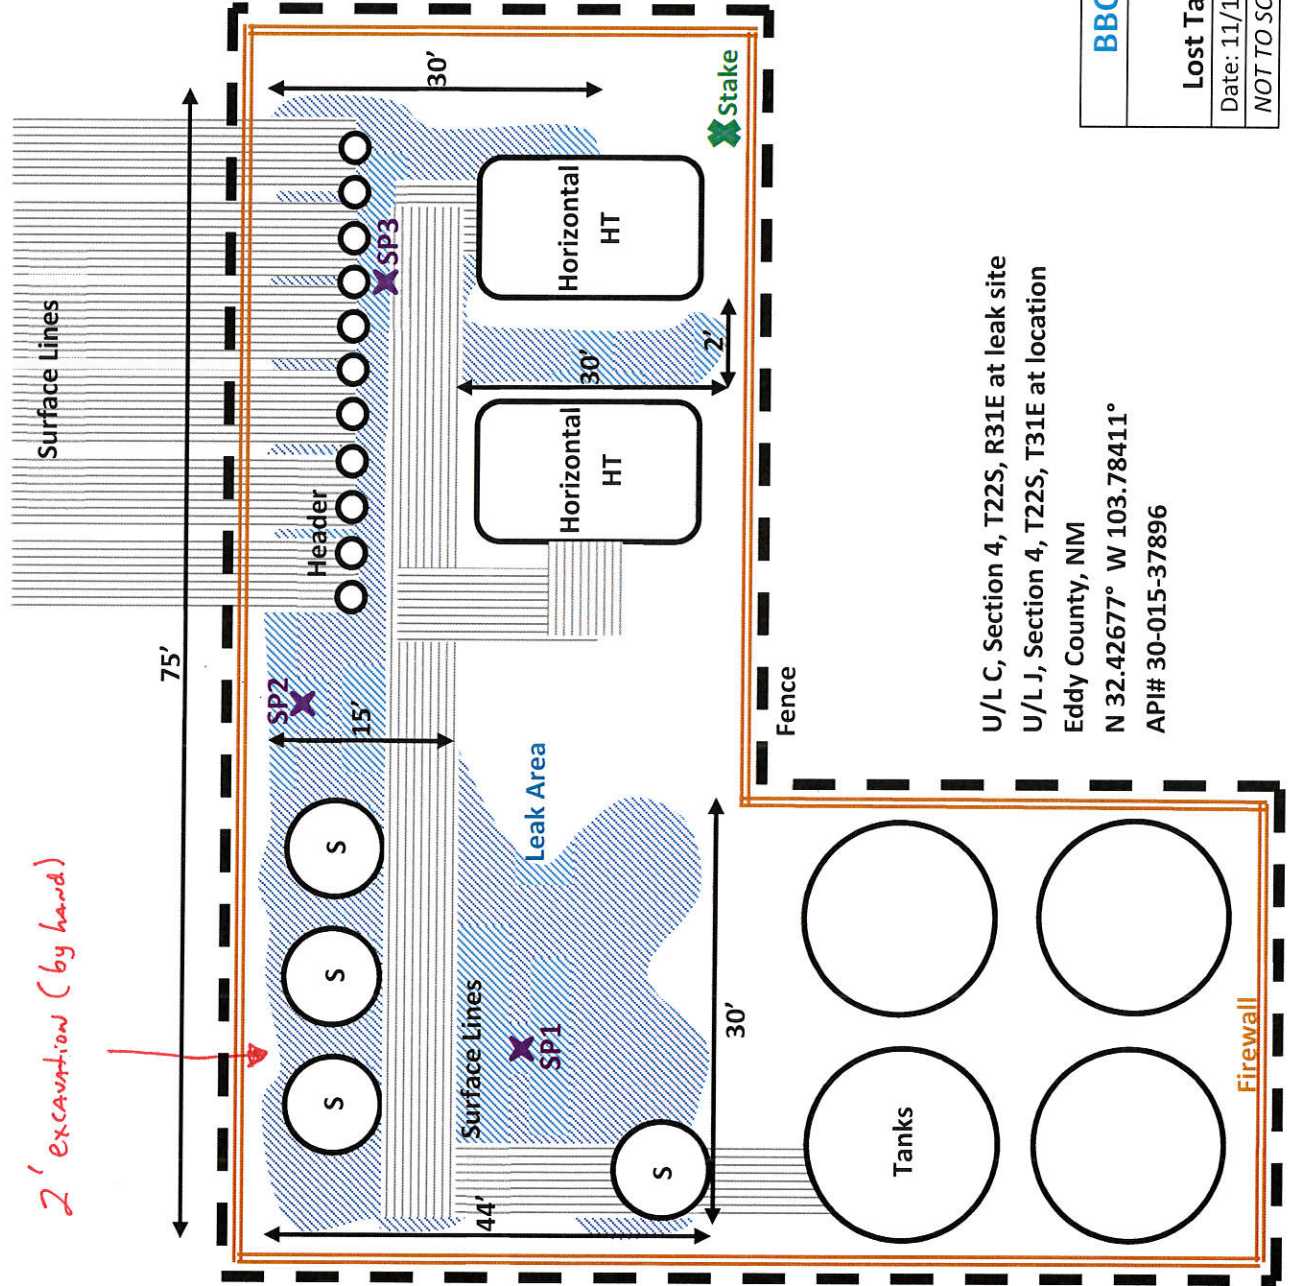 2' excavation (by hand)
75'
Surface Lines
Header
SP2
15'
SP3
30'
S
S
S
Surface Lines
SP1
Leak Area
44'
S
30'
Horizontal
HT
30'
2'
Horizontal
HT
Stake
Tanks
Firewall
Fence
U/L C, Section 4, T22S, R31E at leak site
U/L J, Section 4, T22S, T31E at location
Eddy County, NM
N 32.42677° W 103.78411°
API# 30-015-37896
Lost
Date: 11/1
NOT TO